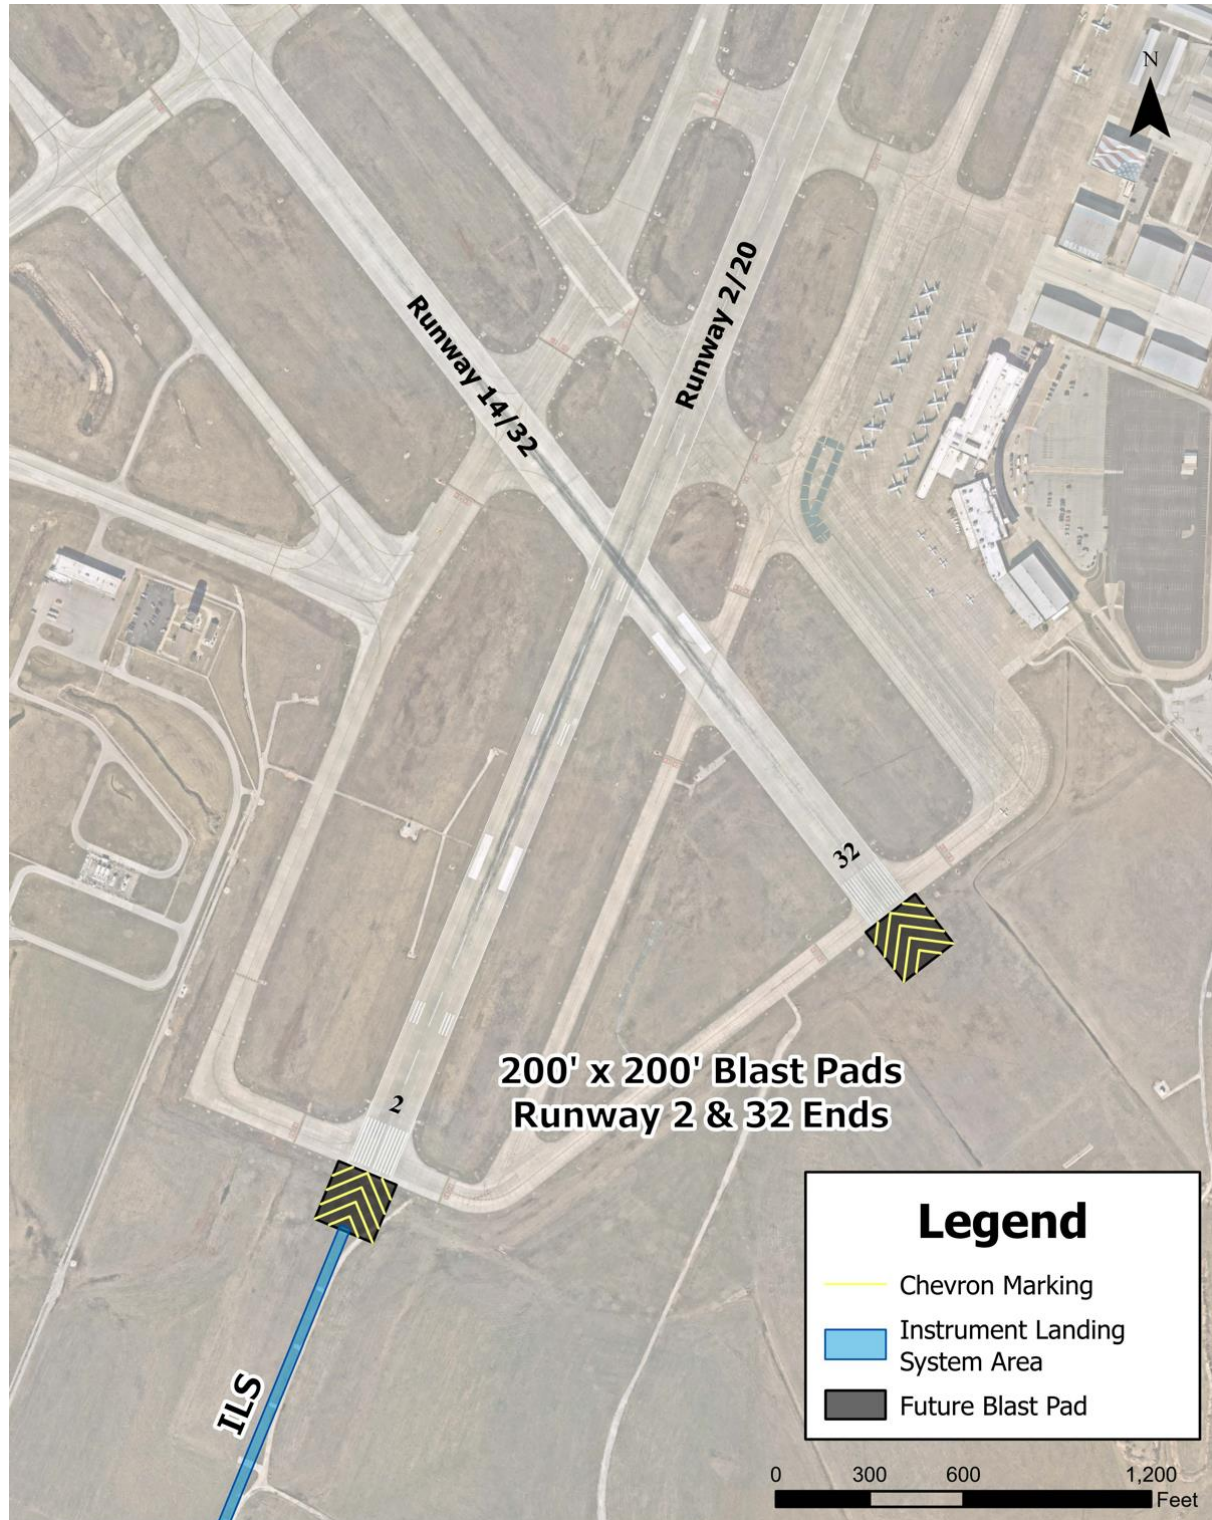 N
Runway 2/20
Runway 14/32
32
200' x 200' Blast Pads
Runway 2 & 32 Ends
2
ILS
Legend
Chevron Marking
Instrument Landing
System Area
Future Blast Pad
0 300 600 1,200
Feet